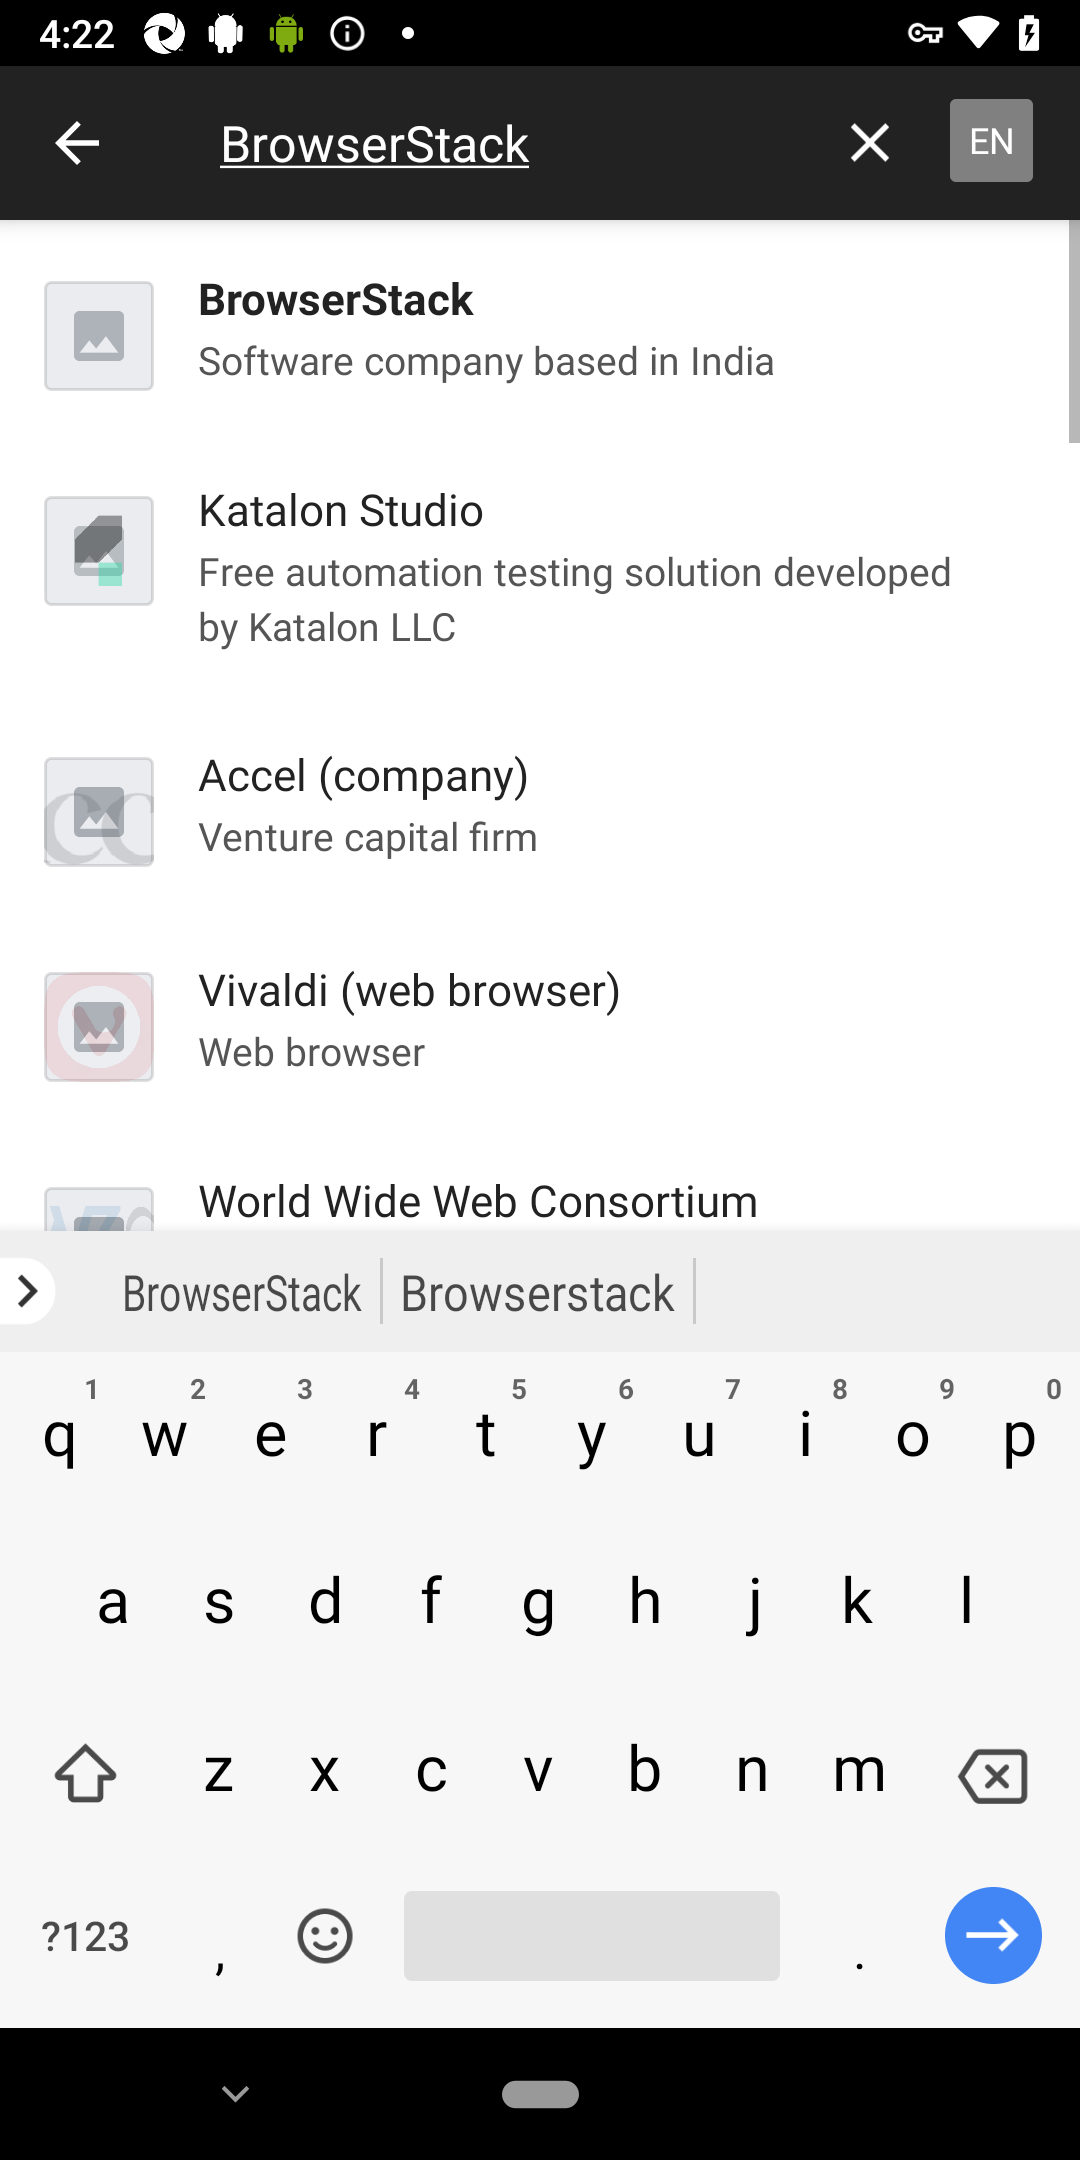 4:22
BrowserStack
EN
BrowserStack
Software company based in India
Katalon Studio
Free automation testing solution developed
by Katalon LLC
Accel (company)
Venture capital firm
Vivaldi (web browser)
Web browser
World Wide Web Consortium
BrowserStack Browserstack
1 2 3 4 5 6 7 8 9 0
q w e r t y u i o p
a s d f g h j k l
z x c v b n m
?123 , .